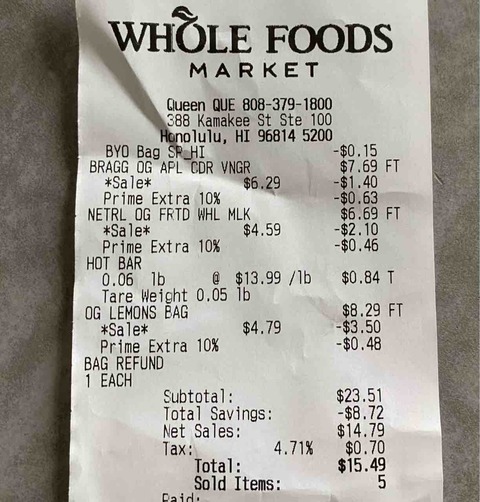 WHOLE FOODS
MARKET
Queen QUE 808-379-1800
388 Kamakee St Ste 100
Honolulu, HI 96814 5200
BYO Bag SR_HI -$0.15
BRAGG OG APL CDR VNGR $7.69 FT
*Sale* $6.29 -$1.40
Prime Extra 10% -$0.63
NETRL OG FRTD WHL MLK $6.69 FT
*Sale* $4.59 -$2.10
Prime Extra 10% -$0.46
HOT BAR
0.06 lb @ $13.99 /lb $0.84 T
Tare Weight 0.05 lb
OG LEMONS BAG $8.29 FT
*Sale* $4.79 -$3.50
Prime Extra 10% -$0.48
BAG REFUND
1 EACH
Subtotal: $23.51
Total Savings: -$8.72
Net Sales: $14.79
Tax: 4.71% $0.70
Total: $15.49
Sold Items: 5
Paid: